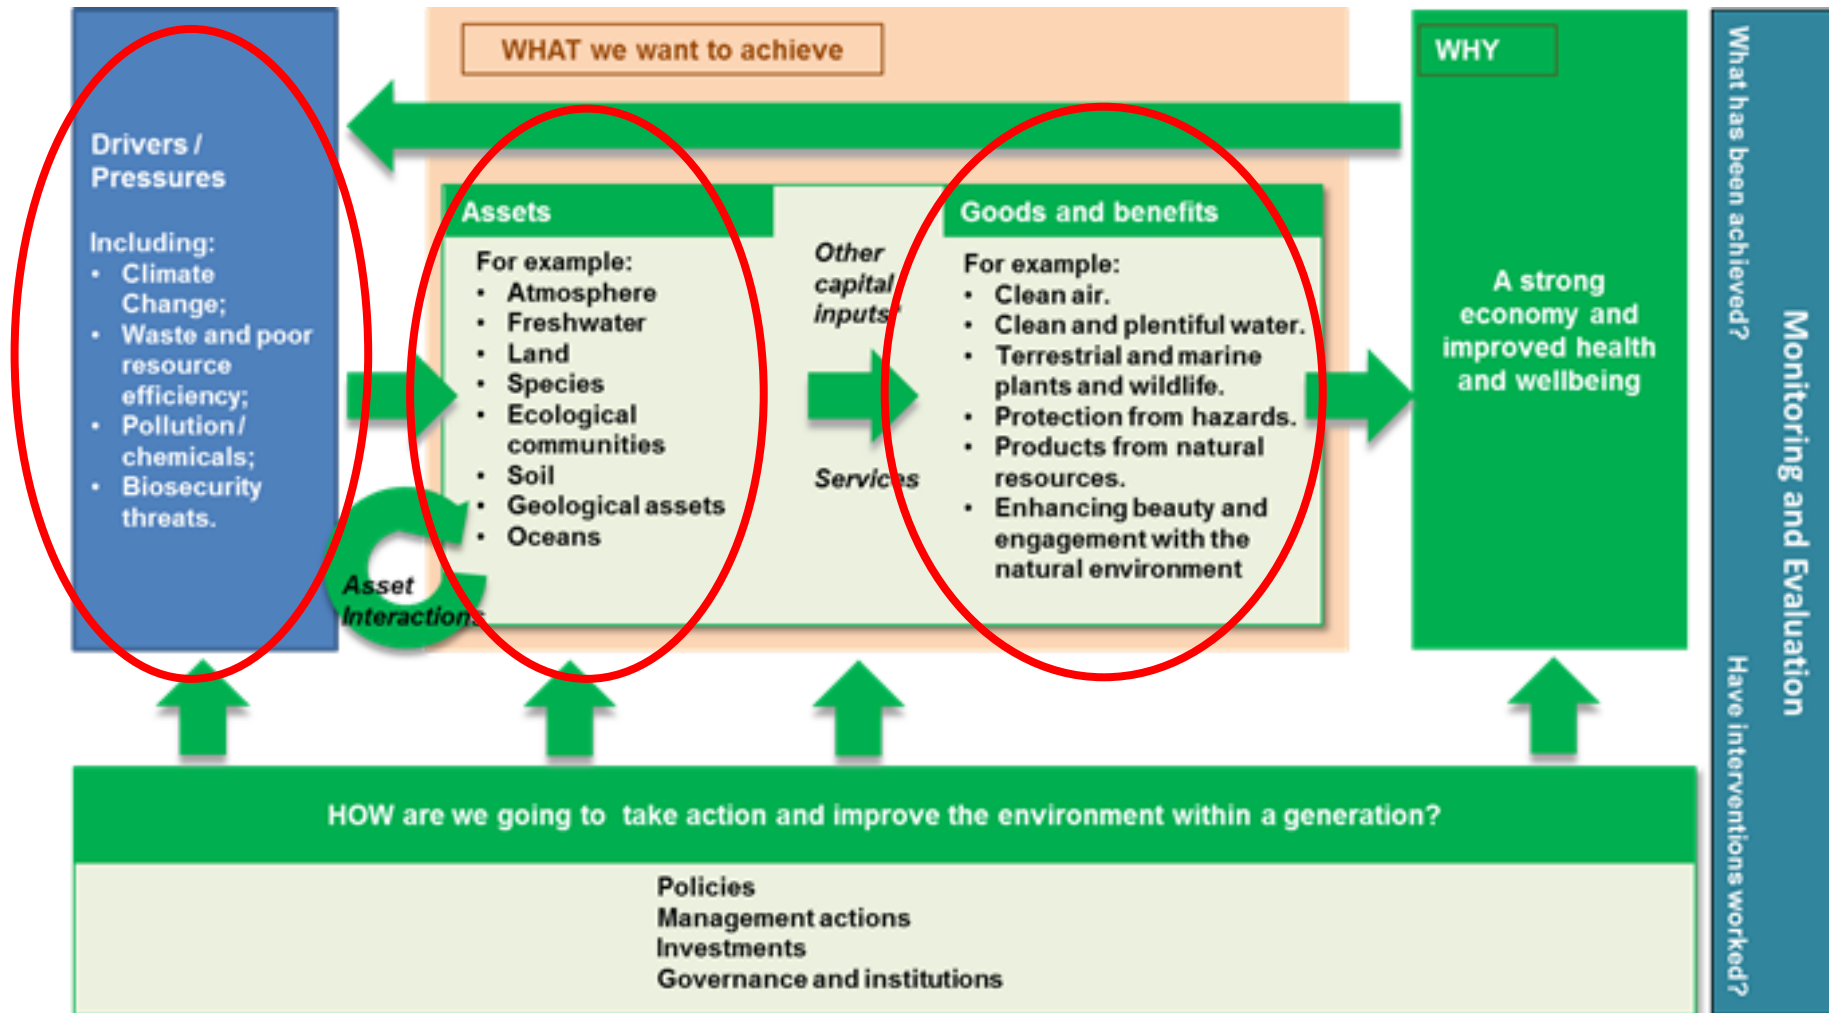 WHAT we want to achieve
WHY
Drivers /
Pressures
Including:
• Climate
Change;
• Waste and poor
resource
efficiency;
• Pollution /
chemicals;
• Biosecurity
threats.
Assets
For example:
• Atmosphere
• Freshwater
• Land
• Species
• Ecological
communities
• Soil
• Geological assets
• Oceans
Asset
Interactions
Other
capital
inputs*
Services
Goods and benefits
For example:
• Clean air.
• Clean and plentiful water.
• Terrestrial and marine
plants and wildlife.
• Protection from hazards.
• Products from natural
resources.
• Enhancing beauty and
engagement with the
natural environment
A strong
economy and
improved health
and wellbeing
What has been achieved?
Have interventions worked?
Monitoring and Evaluation
HOW are we going to take action and improve the environment within a generation?
Policies
Management actions
Investments
Governance and institutions